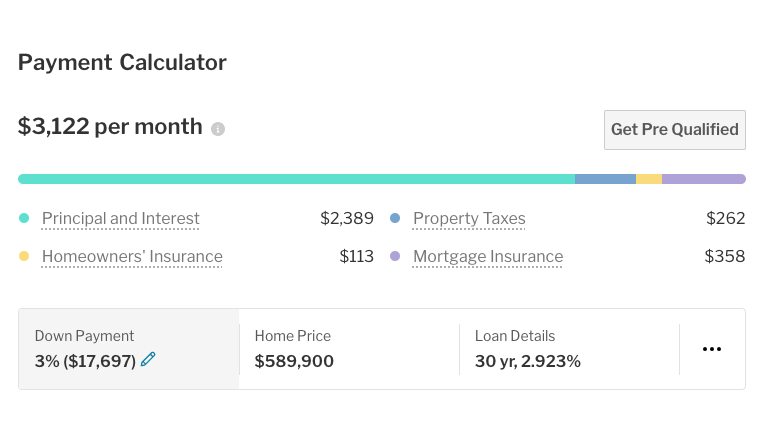 Payment Calculator
$3,122 per month
Get Pre Qualified
Principal and Interest $2,389
Property Taxes $262
Homeowners' Insurance $113
Mortgage Insurance $358
Down Payment
3% ($17,697)
Home Price
$589,900
Loan Details
30 yr, 2.923%